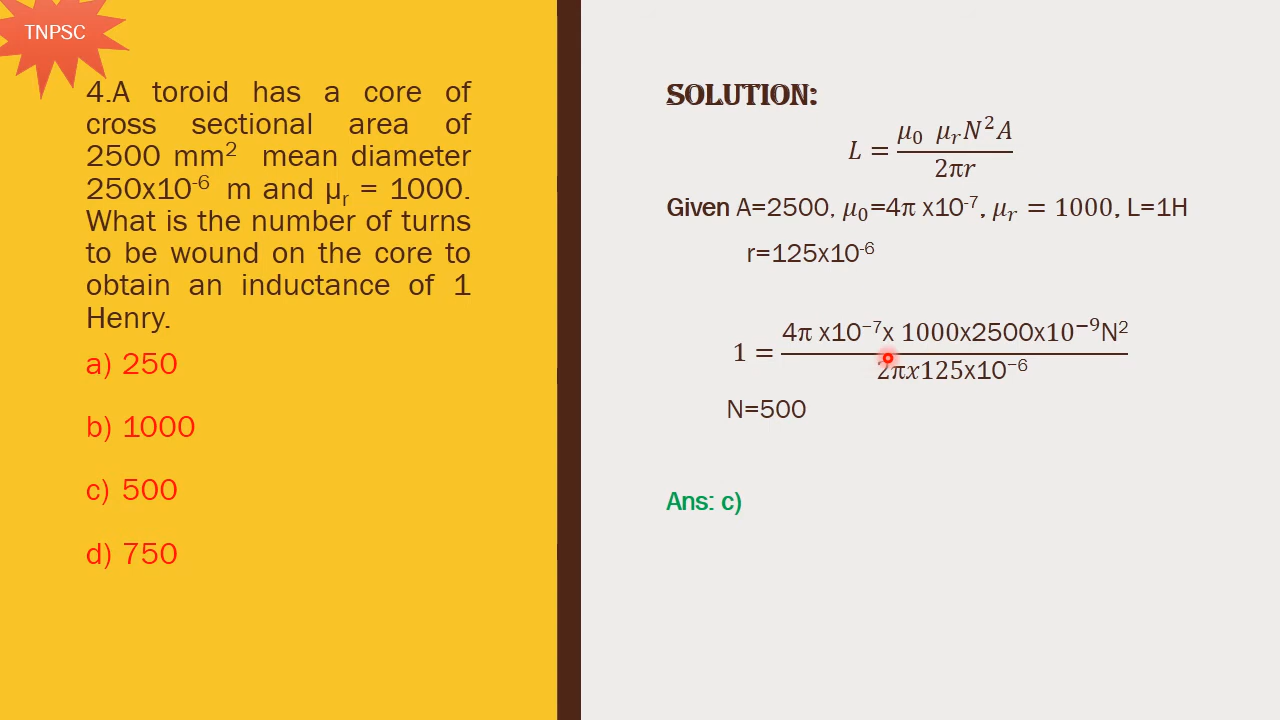 TNPSC
4.A toroid has a core of
cross sectional area of
2500 mm² mean diameter
250x10⁻⁶ m and µᵣ = 1000.
What is the number of turns
to be wound on the core to
obtain an inductance of 1
Henry.
a) 250
b) 1000
c) 500
d) 750
SOLUTION:
L = μ₀ μᵣN²A / 2πr
Given A=2500, μ₀=4π x10⁻⁷, μᵣ = 1000, L=1H
r=125x10⁻⁶
1 = 4π x10⁻⁷x 1000x2500x10⁻⁹N² / 2πx125x10⁻⁶
N=500
Ans: c)